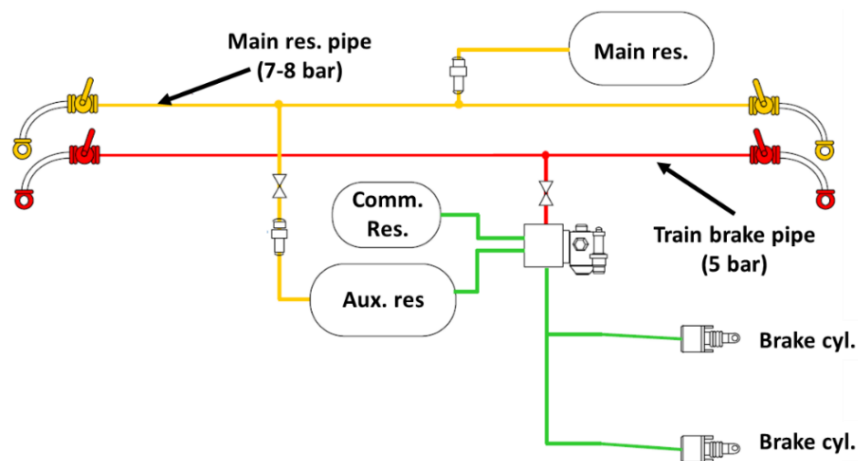 Main res. pipe
(7-8 bar)
Main res.
Comm.
Res.
Train brake pipe
(5 bar)
Aux. res
Brake cyl.
Brake cyl.